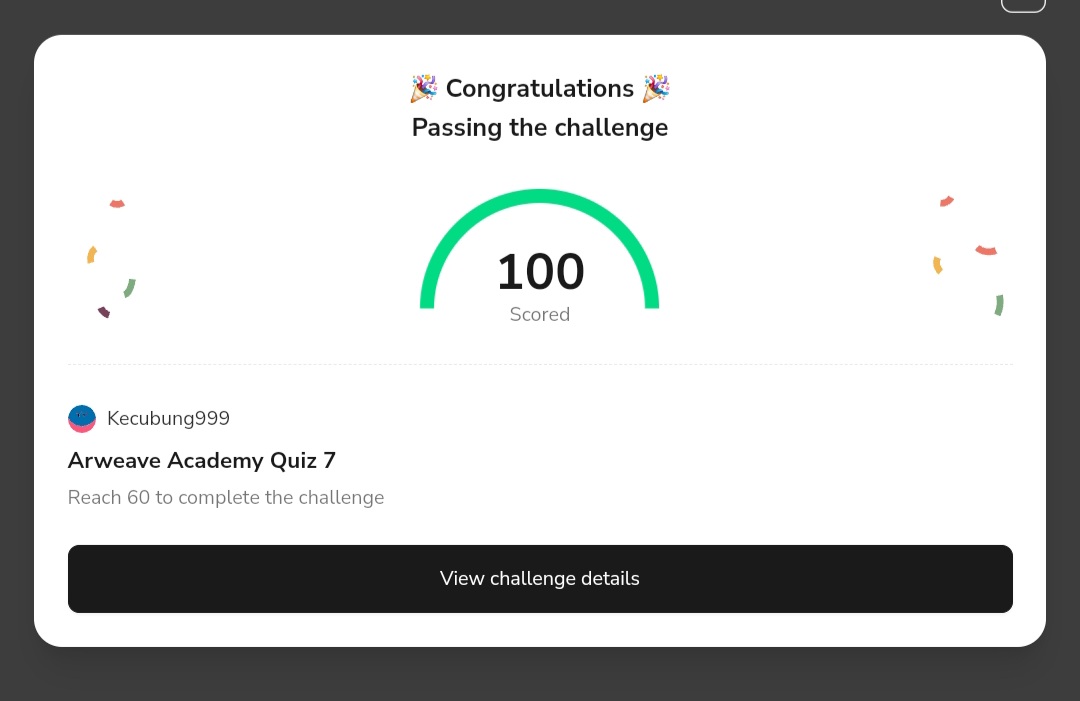 🎉 Congratulations 🎉
Passing the challenge
100
Scored
Kecubung999
Arweave Academy Quiz 7
Reach 60 to complete the challenge
View challenge details